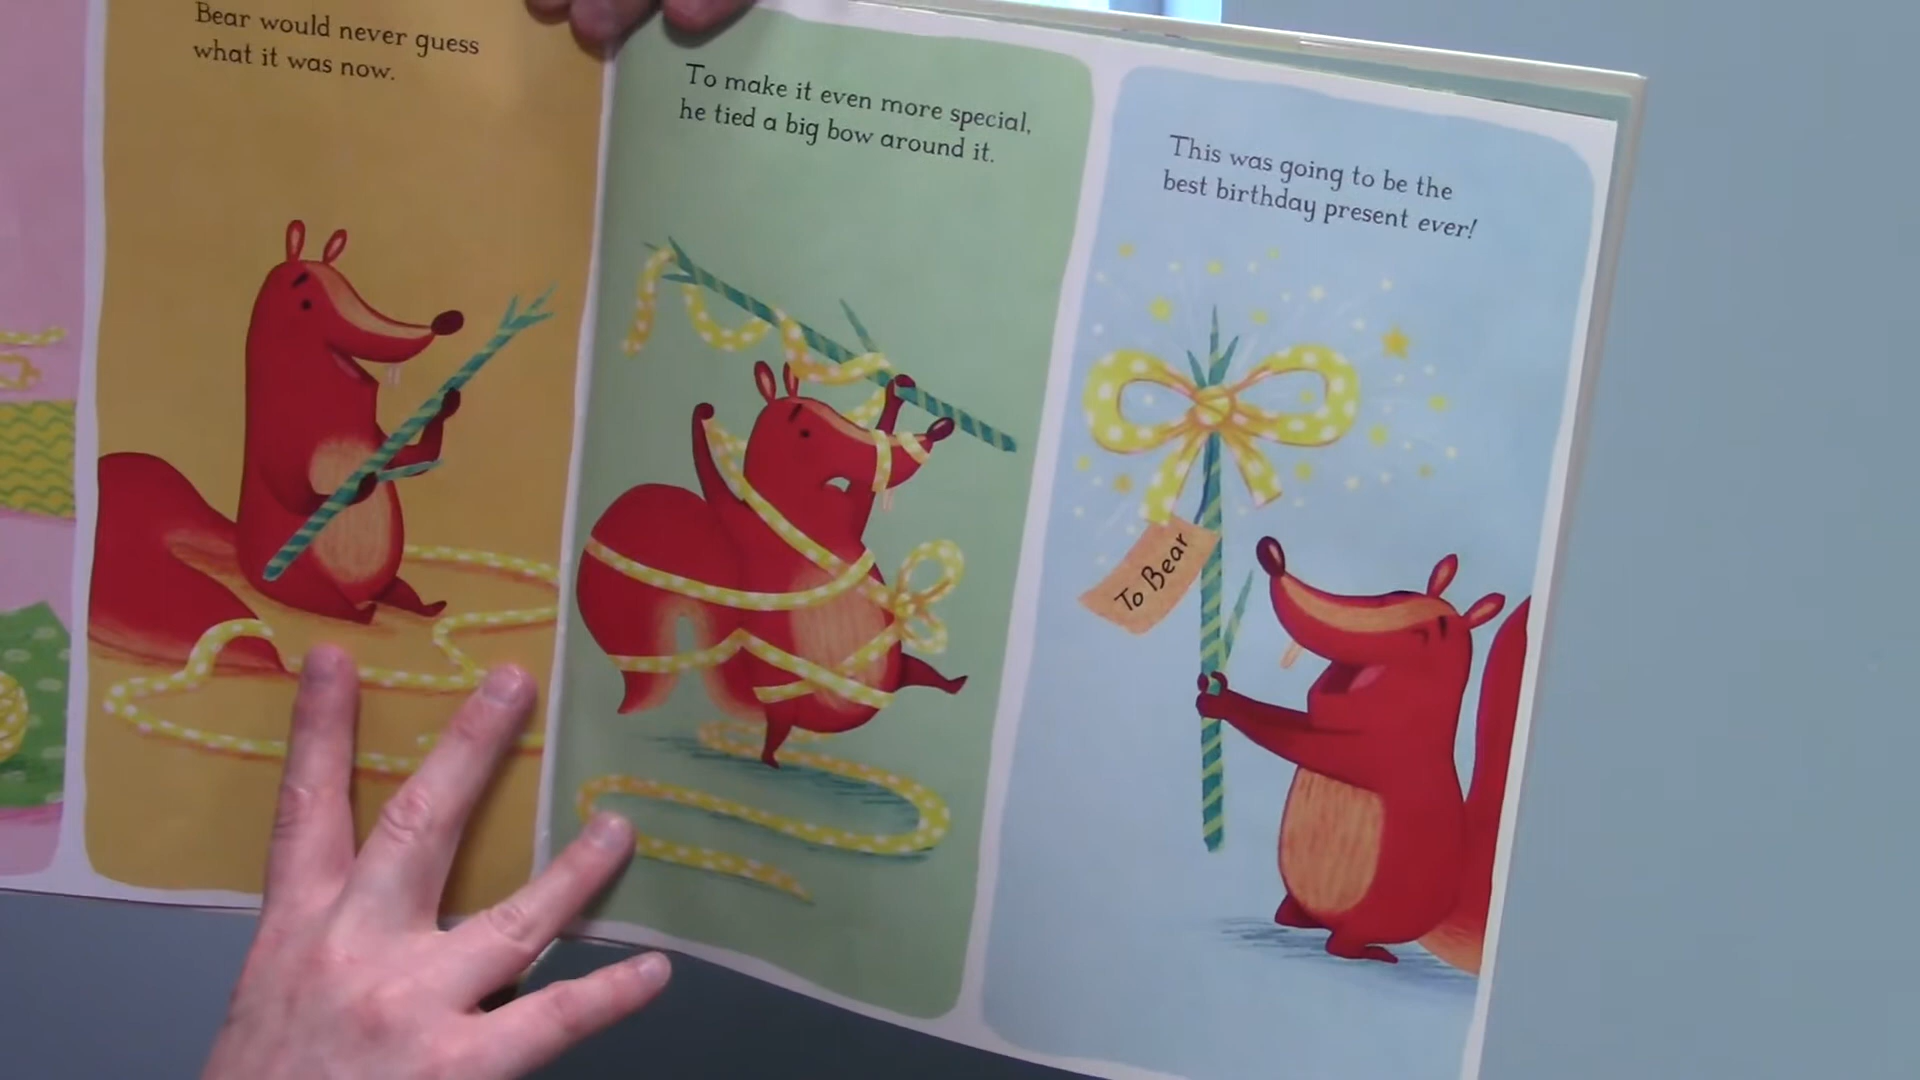 Bear would never guess
what it was now.
To make it even more special,
he tied a big bow around it.
This was going to be the
best birthday present ever!
To Bear